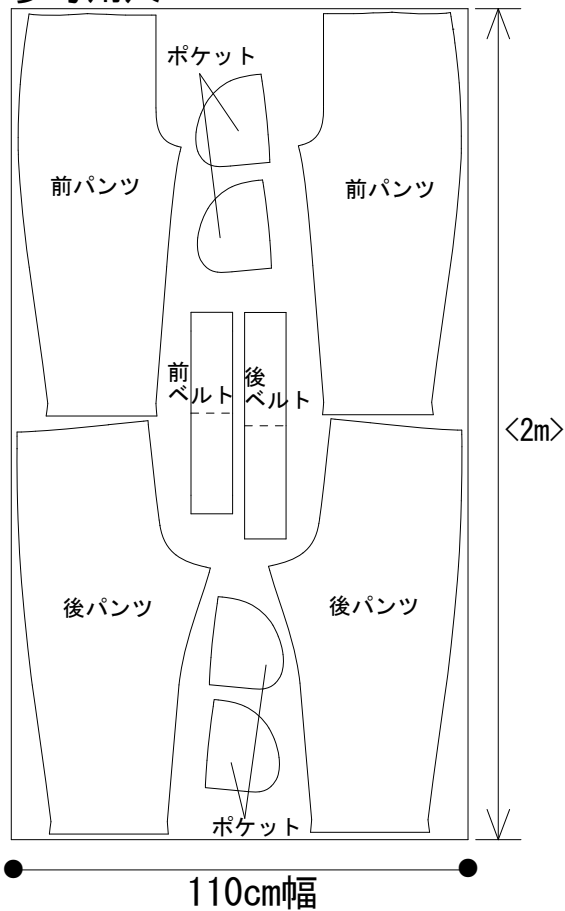 ポケット
前パンツ
前パンツ
前
ベルト
後
ベルト
<2m>
後パンツ
後パンツ
ポケット
110cm幅